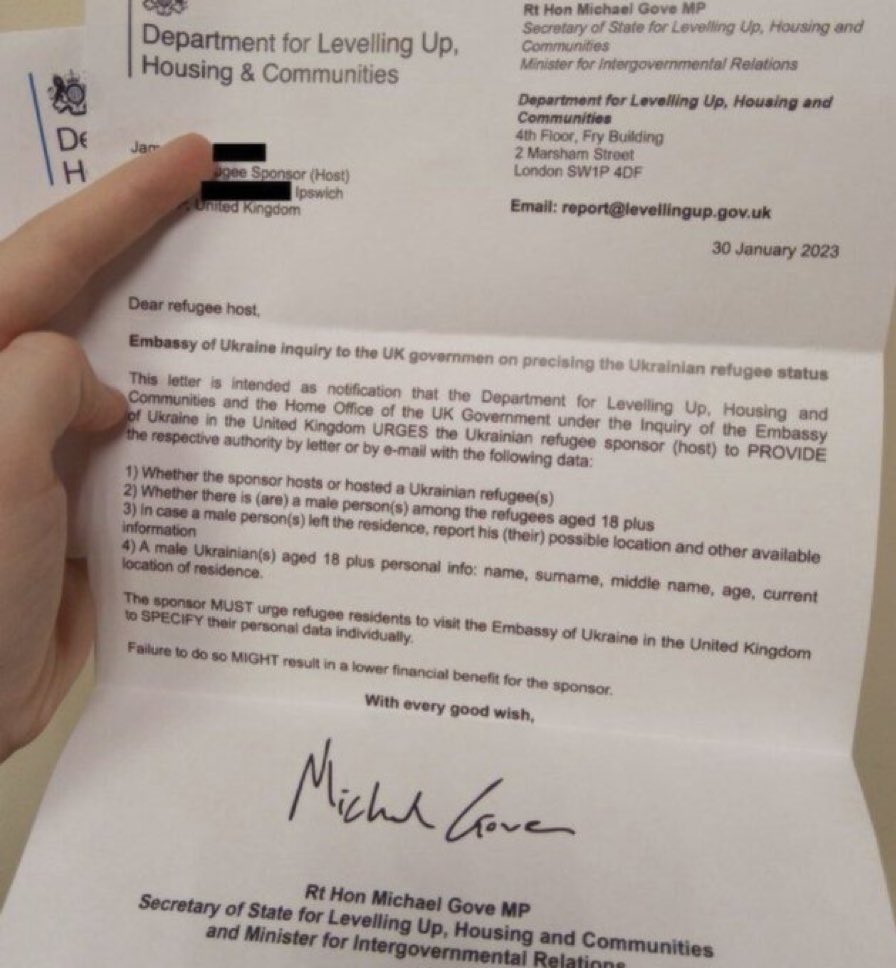 Department for Levelling Up,
Housing & Communities
Rt Hon Michael Gove MP
Secretary of State for Levelling Up, Housing and
Communities
Minister for Intergovernmental Relations
Department for Levelling Up, Housing and
Communities
4th Floor, Fry Building
2 Marsham Street
London SW1P 4DF
Email: report@levellingup.gov.uk
30 January 2023
De
H
Jam
ugee Sponsor (Host)
Ipswich
United Kingdom
Dear refugee host,
Embassy of Ukraine inquiry to the UK governmen on precising the Ukrainian refugee status
This letter is intended as notification that the Department for Levelling Up, Housing and
Communities and the Home Office of the UK Government under the Inquiry of the Embassy
of Ukraine in the United Kingdom URGES the Ukrainian refugee sponsor (host) to PROVIDE
the respective authority by letter or by e-mail with the following data:
1) Whether the sponsor hosts or hosted a Ukrainian refugee(s)
2) Whether there is (are) a male person(s) among the refugees aged 18 plus
3) In case a male person(s) left the residence, report his (their) possible location and other available
information
4) A male Ukrainian(s) aged 18 plus personal info: name, surname, middle name, age, current
location of residence.
The sponsor MUST urge refugee residents to visit the Embassy of Ukraine in the United Kingdom
to SPECIFY their personal data individually.
Failure to do so MIGHT result in a lower financial benefit for the sponsor.
With every good wish,
Michael Gove
Rt Hon Michael Gove MP
Secretary of State for Levelling Up, Housing and Communities
and Minister for Intergovernmental Relations